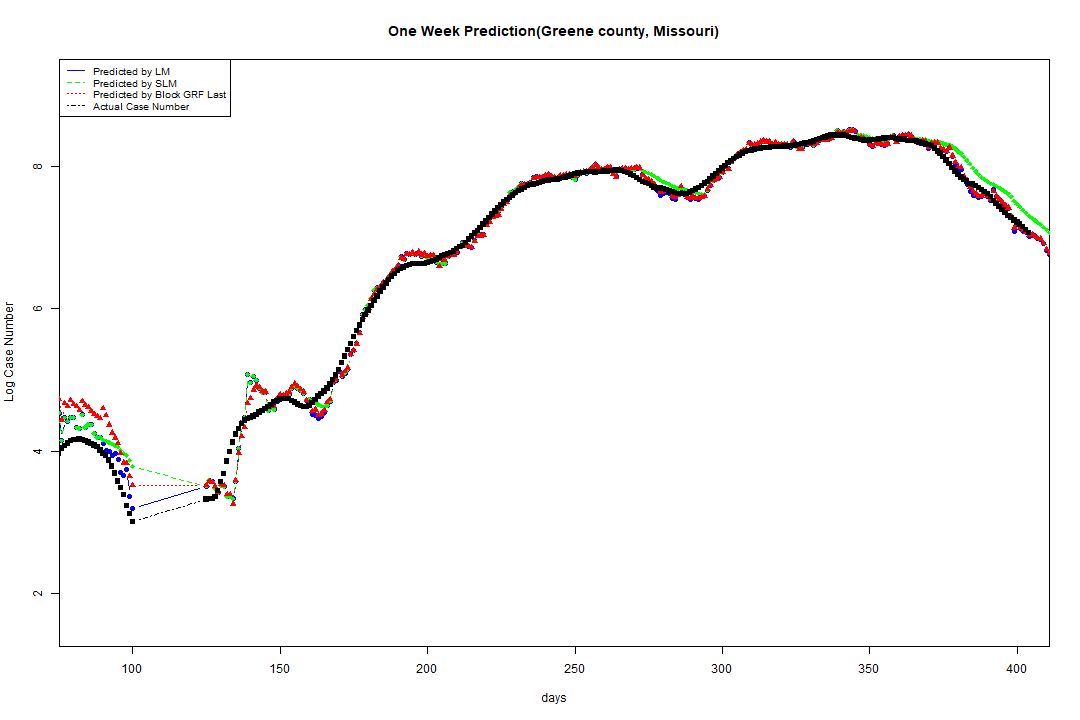 One Week Prediction(Greene county, Missouri)
Predicted by LM
Predicted by SLM
Predicted by Block GRF Last
Actual Case Number
8
6
4
2
Log Case Number
100 150 200 250 300 350 400
days